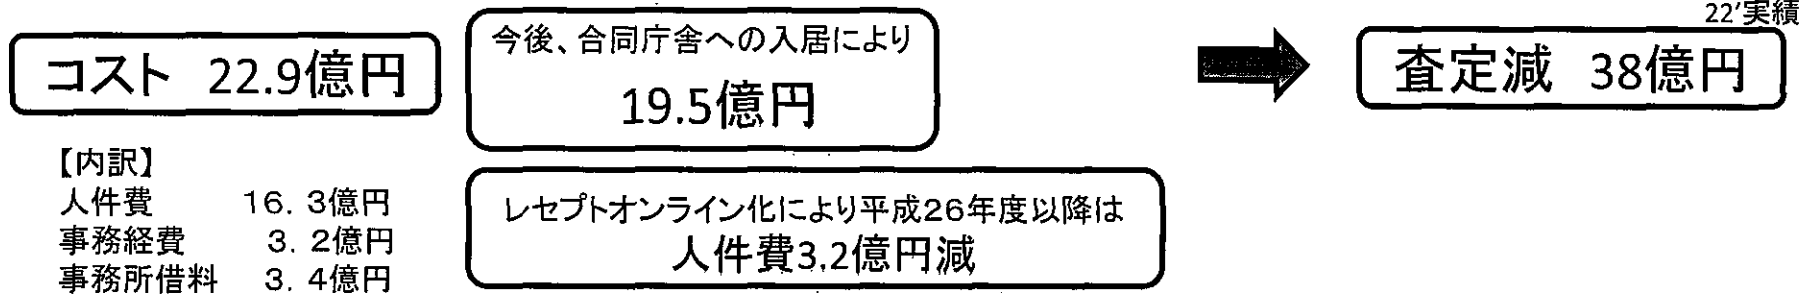 22’実績
コスト 22.9億円
今後、合同庁舎への入居により
19.5億円
査定減 38億円
【内訳】
人件費 16．3億円
事務経費 3．2億円
事務所借料 3．4億円
レセプトオンライン化により平成26年度以降は
人件費3.2億円減